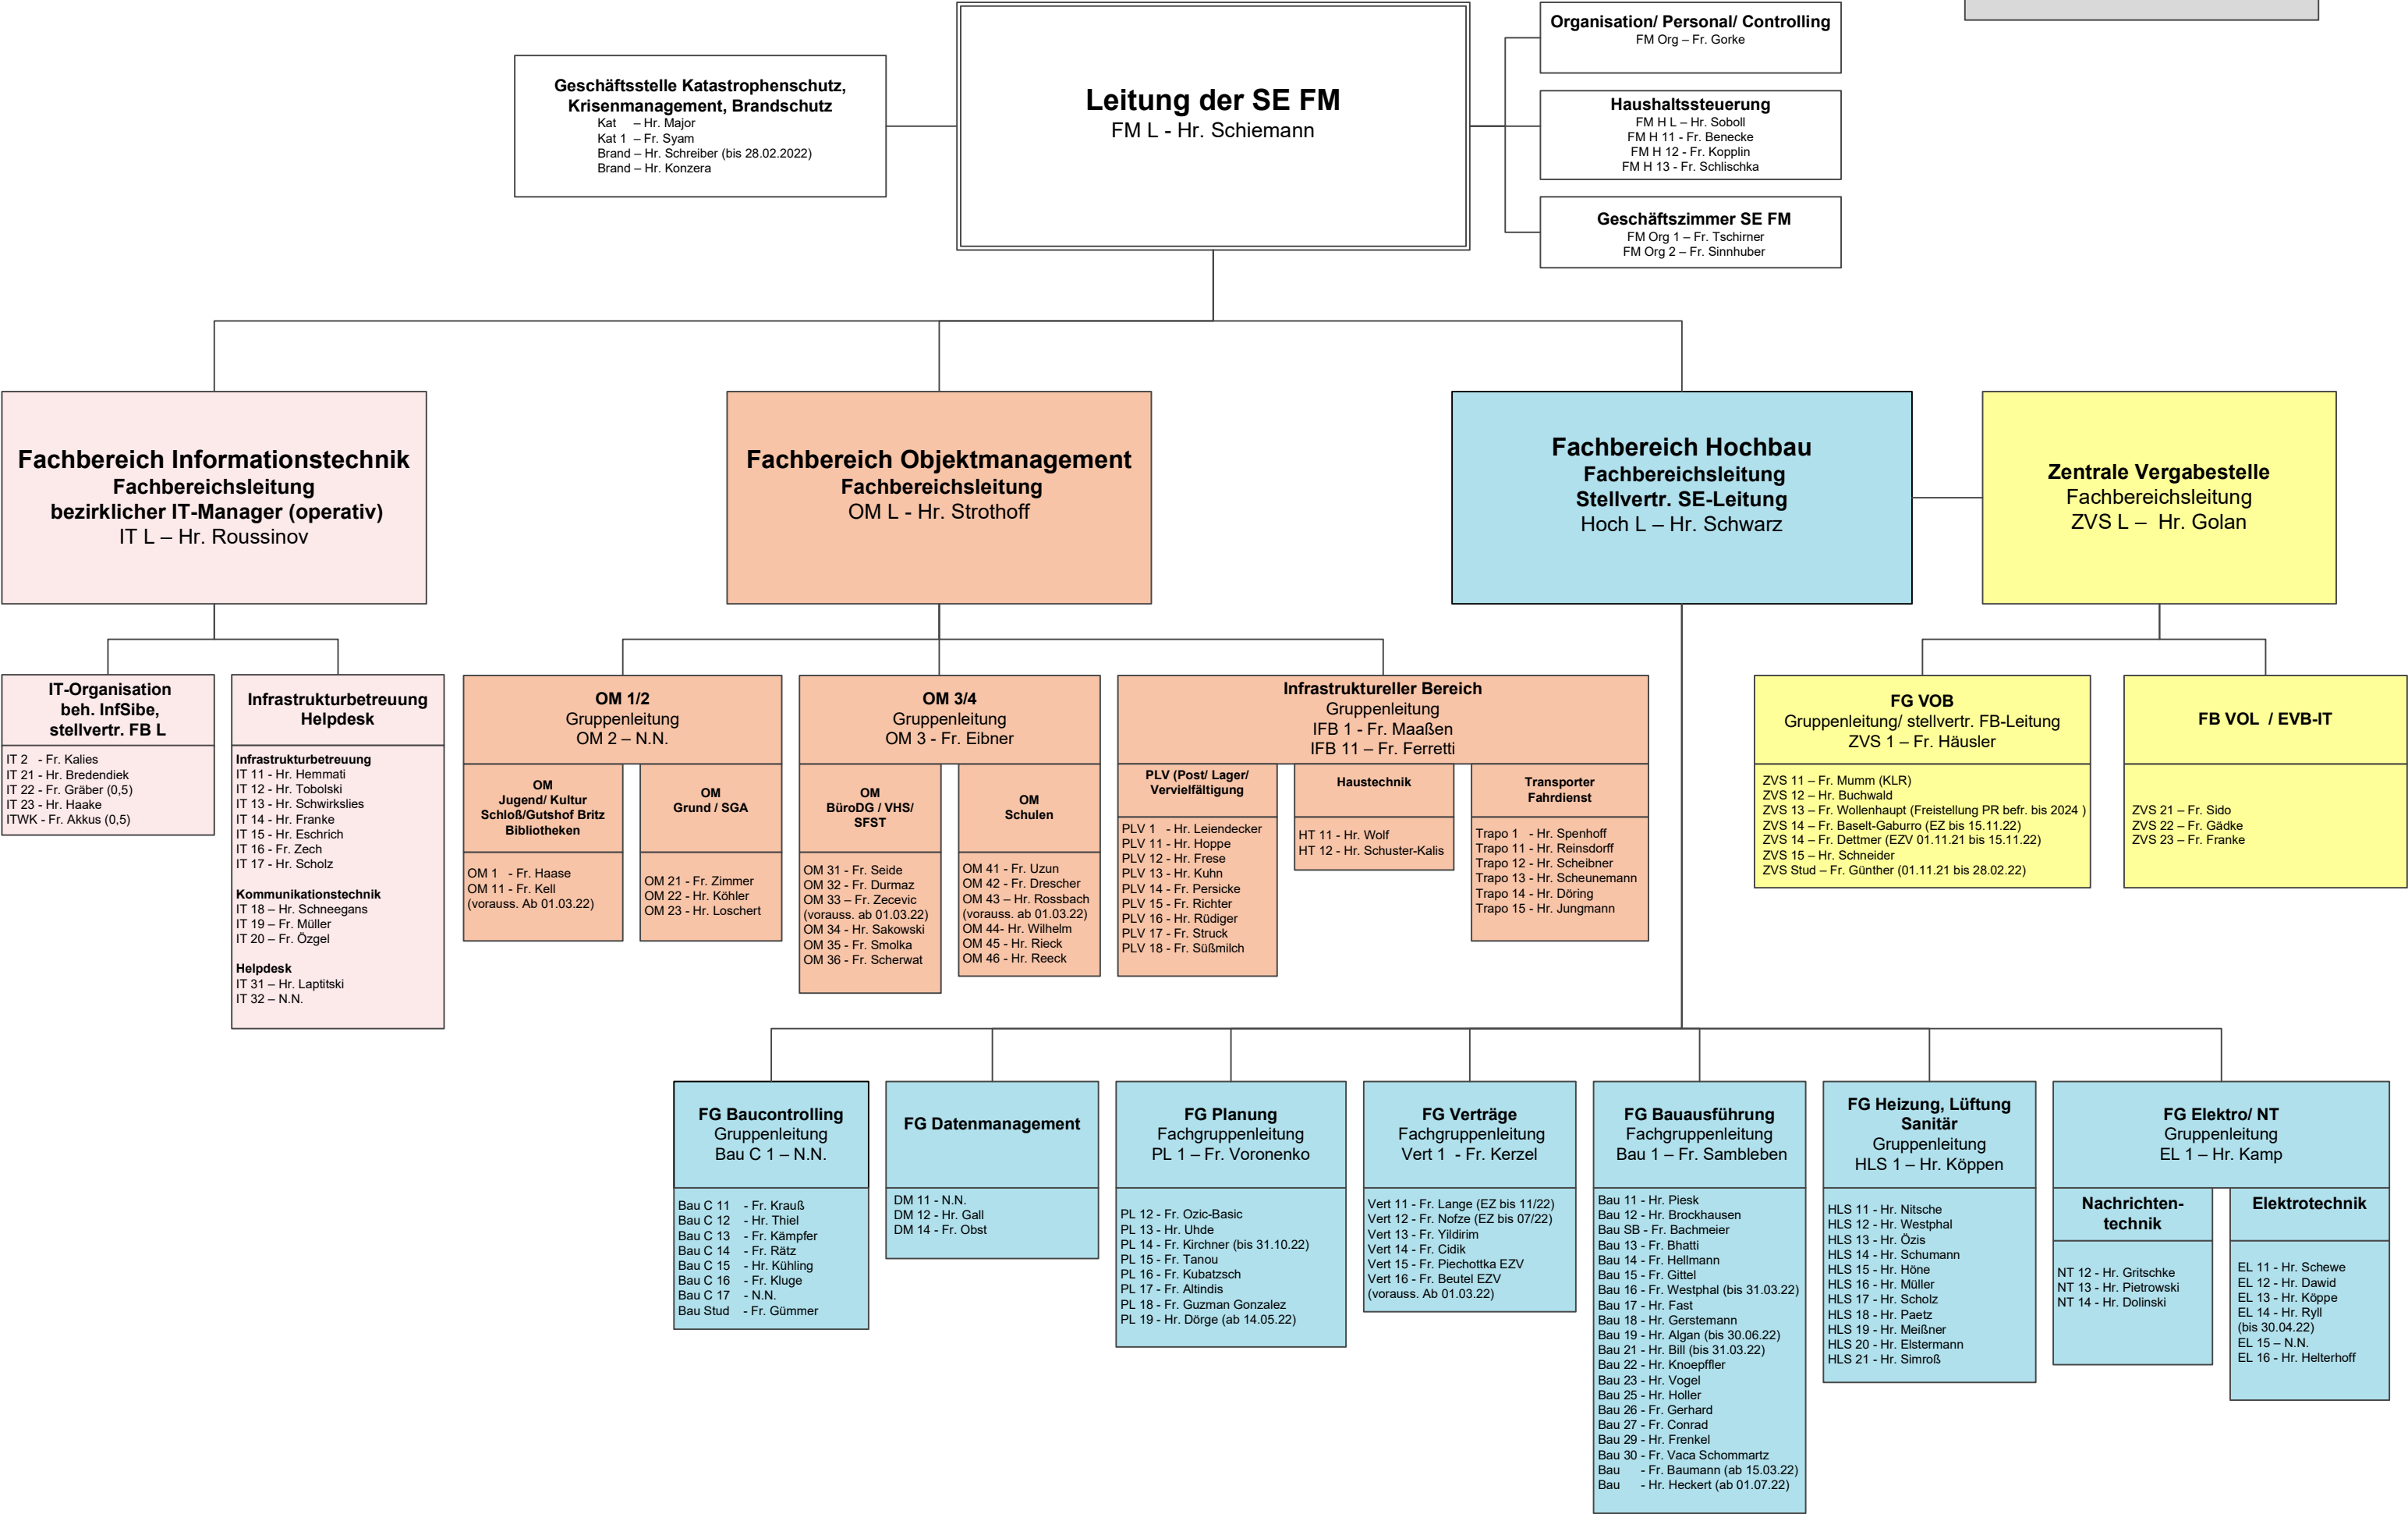 Geschäftsstelle Katastrophenschutz,
Krisenmanagement, Brandschutz
Kat – Hr. Major
Kat 1 – Fr. Syam
Brand – Hr. Schreiber (bis 28.02.2022)
Brand – Hr. Konzera
Leitung der SE FM
FM L - Hr. Schiemann
Organisation/ Personal/ Controlling
FM Org – Fr. Gorke
Haushaltssteuerung
FM H L – Hr. Soboll
FM H 11 - Fr. Benecke
FM H 12 - Fr. Kopplin
FM H 13 - Fr. Schlischka
Geschäftszimmer SE FM
FM Org 1 – Fr. Tschirner
FM Org 2 – Fr. Sinnhuber
Fachbereich Informationstechnik
Fachbereichsleitung
bezirklicher IT-Manager (operativ)
IT L – Hr. Roussinov
Fachbereich Objektmanagement
Fachbereichsleitung
OM L - Hr. Strothoff
Fachbereich Hochbau
Fachbereichsleitung
Stellvertr. SE-Leitung
Hoch L – Hr. Schwarz
Zentrale Vergabestelle
Fachbereichsleitung
ZVS L – Hr. Golan
IT-Organisation
beh. InfSibe,
stellvertr. FB L
IT 2 - Fr. Kalies
IT 21 - Hr. Bredendiek
IT 22 - Fr. Gräber (0,5)
IT 23 - Hr. Haake
ITWK - Fr. Akkus (0,5)
Infrastrukturbetreuung
Helpdesk
Infrastrukturbetreuung
IT 11 - Hr. Hemmati
IT 12 - Hr. Tobolski
IT 13 - Hr. Schwirkslies
IT 14 - Hr. Franke
IT 15 - Hr. Eschrich
IT 16 - Fr. Zech
IT 17 - Hr. Scholz
Kommunikationstechnik
IT 18 – Hr. Schneegans
IT 19 – Fr. Müller
IT 20 – Fr. Özgel
Helpdesk
IT 31 – Hr. Laptitski
IT 32 – N.N.
OM 1/2
Gruppenleitung
OM 2 – N.N.
OM
Jugend/ Kultur
Schloß/Gutshof Britz
Bibliotheken
OM 1 - Fr. Haase
OM 11 - Fr. Kell
(vorauss. Ab 01.03.22)
OM
Grund / SGA
OM 21 - Fr. Zimmer
OM 22 - Hr. Köhler
OM 23 - Hr. Loschert
OM 3/4
Gruppenleitung
OM 3 - Fr. Eibner
OM
BüroDG / VHS/
SFST
OM 31 - Fr. Seide
OM 32 - Fr. Durmaz
OM 33 – Fr. Zecevic
(vorauss. ab 01.03.22)
OM 34 - Hr. Sakowski
OM 35 - Fr. Smolka
OM 36 - Fr. Scherwat
OM
Schulen
OM 41 - Fr. Uzun
OM 42 - Fr. Drescher
OM 43 – Hr. Rossbach
(vorauss. ab 01.03.22)
OM 44- Hr. Wilhelm
OM 45 - Hr. Rieck
OM 46 - Hr. Reeck
Infrastruktureller Bereich
Gruppenleitung
IFB 1 - Fr. Maaßen
IFB 11 – Fr. Ferretti
PLV (Post/ Lager/
Vervielfältigung
PLV 1 - Hr. Leiendecker
PLV 11 - Hr. Hoppe
PLV 12 - Hr. Frese
PLV 13 - Hr. Kuhn
PLV 14 - Fr. Persicke
PLV 15 - Fr. Richter
PLV 16 - Hr. Rüdiger
PLV 17 - Fr. Struck
PLV 18 - Fr. Süßmilch
Haustechnik
HT 11 - Hr. Wolf
HT 12 - Hr. Schuster-Kalis
Transporter
Fahrdienst
Trapo 1 - Hr. Spenhoff
Trapo 11 - Hr. Reinsdorff
Trapo 12 - Hr. Scheibner
Trapo 13 - Hr. Scheunemann
Trapo 14 - Hr. Döring
Trapo 15 - Hr. Jungmann
FG VOB
Gruppenleitung/ stellvertr. FB-Leitung
ZVS 1 – Fr. Häusler
ZVS 11 – Fr. Mumm (KLR)
ZVS 12 – Hr. Buchwald
ZVS 13 – Fr. Wollenhaupt (Freistellung PR befr. bis 2024 )
ZVS 14 – Fr. Baselt-Gaburro (EZ bis 15.11.22)
ZVS 14 – Fr. Dettmer (EZV 01.11.21 bis 15.11.22)
ZVS 15 – Hr. Schneider
ZVS Stud – Fr. Günther (01.11.21 bis 28.02.22)
FB VOL / EVB-IT
ZVS 21 – Fr. Sido
ZVS 22 – Fr. Gädke
ZVS 23 – Fr. Franke
FG Baucontrolling
Gruppenleitung
Bau C 1 – N.N.
Bau C 11 - Fr. Krauß
Bau C 12 - Hr. Thiel
Bau C 13 - Fr. Kämpfer
Bau C 14 - Fr. Rätz
Bau C 15 - Hr. Kühling
Bau C 16 - Fr. Kluge
Bau C 17 - N.N.
Bau Stud - Fr. Gümmer
FG Datenmanagement
DM 11 - N.N.
DM 12 - Hr. Gall
DM 14 - Fr. Obst
FG Planung
Fachgruppenleitung
PL 1 – Fr. Voronenko
PL 12 - Fr. Ozic-Basic
PL 13 - Hr. Uhde
PL 14 - Fr. Kirchner (bis 31.10.22)
PL 15 - Fr. Tanou
PL 16 - Fr. Kubatzsch
PL 17 - Fr. Altindis
PL 18 - Fr. Guzman Gonzalez
PL 19 - Hr. Dörge (ab 14.05.22)
FG Verträge
Fachgruppenleitung
Vert 1 - Fr. Kerzel
Vert 11 - Fr. Lange (EZ bis 11/22)
Vert 12 - Fr. Nofze (EZ bis 07/22)
Vert 13 - Fr. Yildirim
Vert 14 - Fr. Cidik
Vert 15 - Fr. Piechottka EZV
Vert 16 - Fr. Beutel EZV
(vorauss. Ab 01.03.22)
FG Bauausführung
Fachgruppenleitung
Bau 1 – Fr. Sambleben
Bau 11 - Hr. Piesk
Bau 12 - Hr. Brockhausen
Bau SB - Fr. Bachmeier
Bau 13 - Fr. Bhatti
Bau 14 - Fr. Hellmann
Bau 15 - Fr. Gittel
Bau 16 - Fr. Westphal (bis 31.03.22)
Bau 17 - Hr. Fast
Bau 18 - Hr. Gerstemann
Bau 19 - Hr. Algan (bis 30.06.22)
Bau 21 - Hr. Bill (bis 31.03.22)
Bau 22 - Hr. Knoepffler
Bau 23 - Hr. Vogel
Bau 25 - Hr. Holler
Bau 26 - Fr. Gerhard
Bau 27 - Fr. Conrad
Bau 29 - Hr. Frenkel
Bau 30 - Fr. Vaca Schommartz
Bau - Fr. Baumann (ab 15.03.22)
Bau - Hr. Heckert (ab 01.07.22)
FG Heizung, Lüftung
Sanitär
Gruppenleitung
HLS 1 – Hr. Köppen
HLS 11 - Hr. Nitsche
HLS 12 - Hr. Westphal
HLS 13 - Hr. Özis
HLS 14 - Hr. Schumann
HLS 15 - Hr. Höne
HLS 16 - Hr. Müller
HLS 17 - Hr. Scholz
HLS 18 - Hr. Paetz
HLS 19 - Hr. Meißner
HLS 20 - Hr. Elstermann
HLS 21 - Hr. Simroß
FG Elektro/ NT
Gruppenleitung
EL 1 – Hr. Kamp
Nachrichten-
technik
NT 12 - Hr. Gritschke
NT 13 - Hr. Pietrowski
NT 14 - Hr. Dolinski
Elektrotechnik
EL 11 - Hr. Schewe
EL 12 - Hr. Dawid
EL 13 - Hr. Köppe
EL 14 - Hr. Ryll
(bis 30.04.22)
EL 15 – N.N.
EL 16 - Hr. Helterhoff